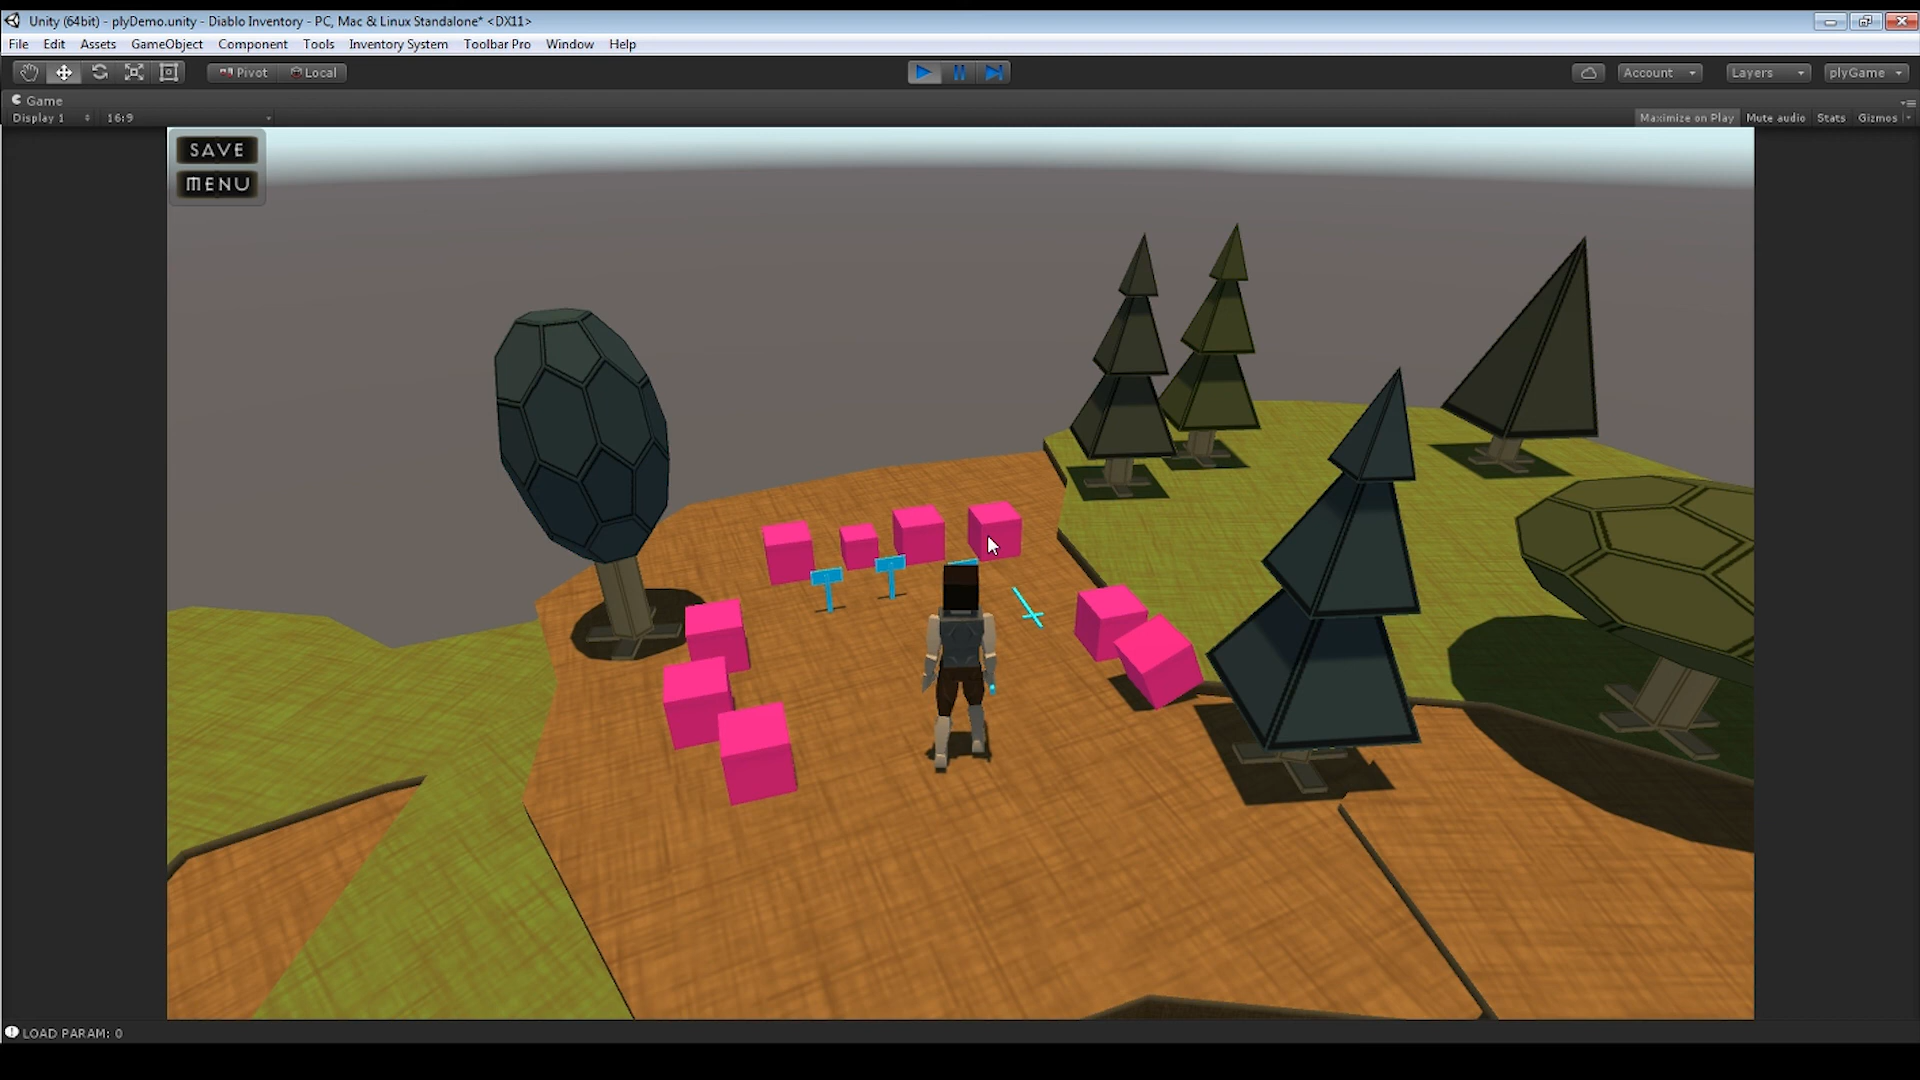 Unity (64bit) - plyDemo.unity - Diablo Inventory - PC, Mac & Linux Standalone* <DX11>
File Edit Assets GameObject Component Tools Inventory System Toolbar Pro Window Help
Pivot Local Account Layers plyGame
Game
Display 1 16:9 Maximize on Play Mute audio Stats Gizmos
SAVE
MENU
LOAD PARAM: 0